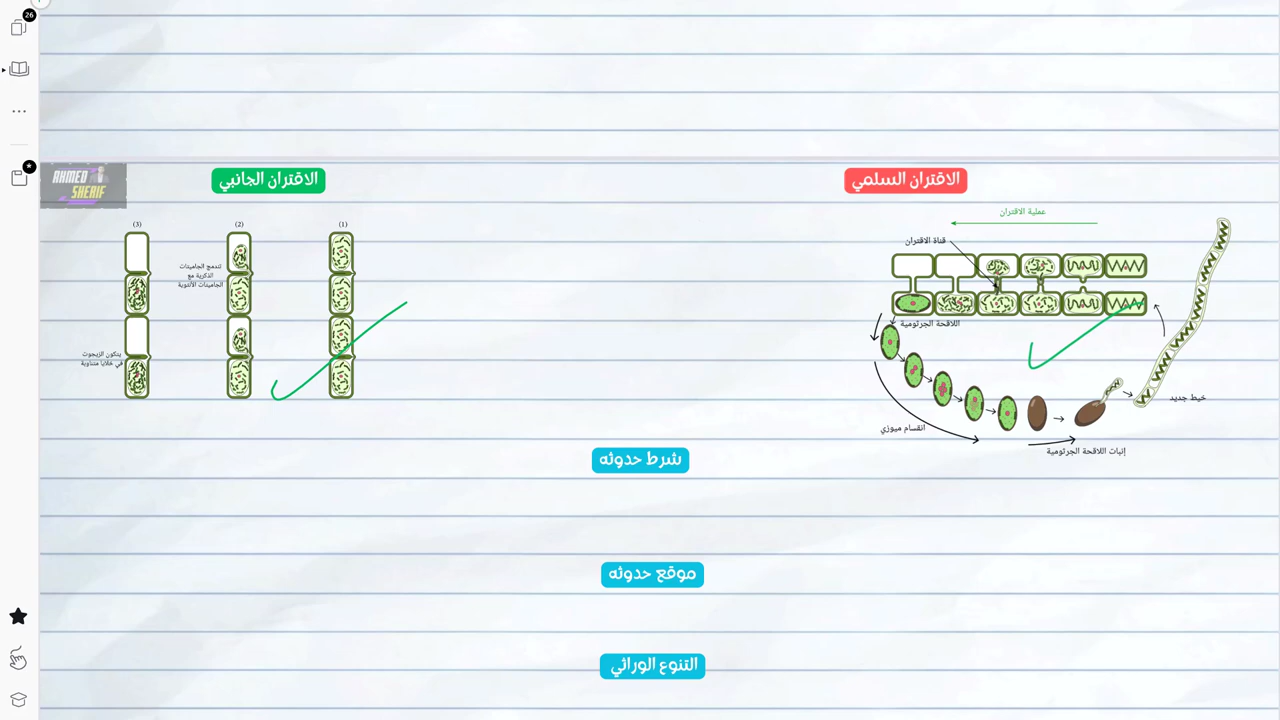 26
AHMED
SHERIF
الاقتران السلمي
الاقتران الجانبي
عملية الاقتران
قناة الاقتران
اللاقحة الجرثومية
خيط جديد
انقسام ميوزي
إنبات اللاقحة الجرثومية
(1)
(2)
(3)
تندمج الجاميتات
الذكرية مع
الجاميتات الأنثوية
يتكون الزيجوت
في خلايا متناوبة
شرط حدوثه
موقع حدوثه
التنوع الوراثي